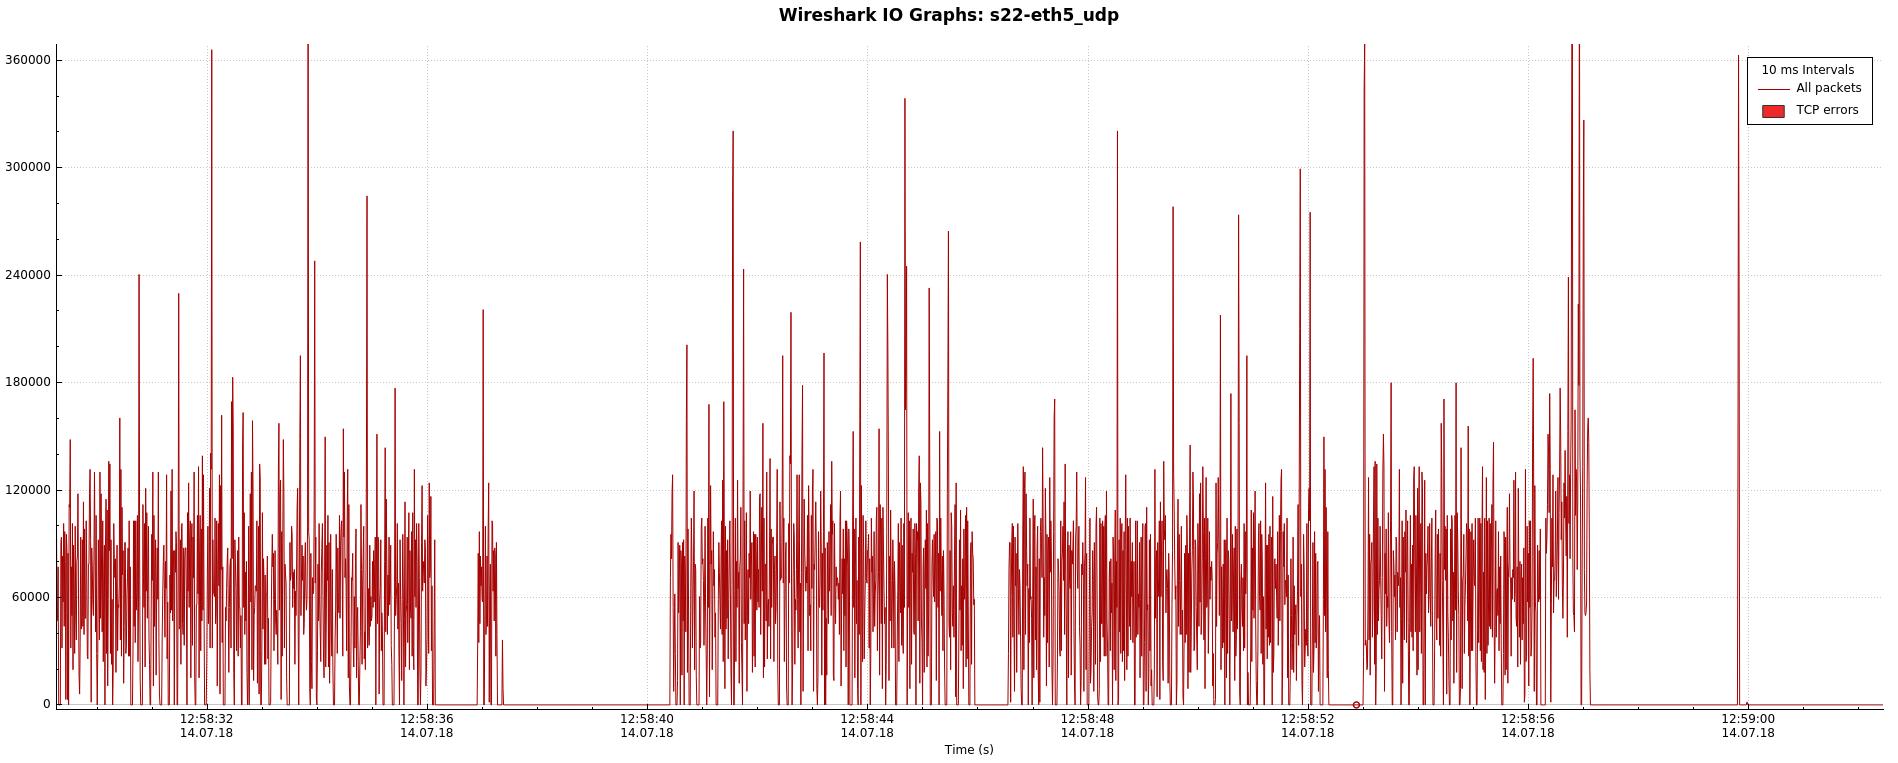 Wireshark IO Graphs: s22-eth5_udp
360000
300000
240000
180000
120000
60000
0
10 ms Intervals
All packets
TCP errors
12:58:32 12:58:36 12:58:40 12:58:44 12:58:48 12:58:52 12:58:56 12:59:00
14.07.18 14.07.18 14.07.18 14.07.18 14.07.18 14.07.18 14.07.18 14.07.18
Time (s)